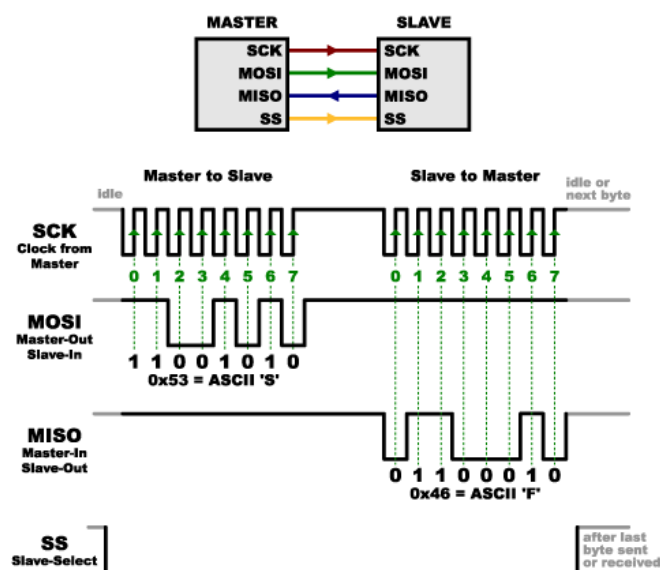 MASTER SLAVE
SCK SCK
MOSI MOSI
MISO MISO
SS SS
Master to Slave Slave to Master
idle
idle or
next byte
SCK
Clock from
Master
0 1 2 3 4 5 6 7 0 1 2 3 4 5 6 7
MOSI
Master-Out
Slave-In
1 1 0 0 1 0 1 0
0x53 = ASCII 'S'
MISO
Master-In
Slave-Out
0 1 1 0 0 0 1 0
0x46 = ASCII 'F'
SS
Slave-Select
after last
byte sent
or received